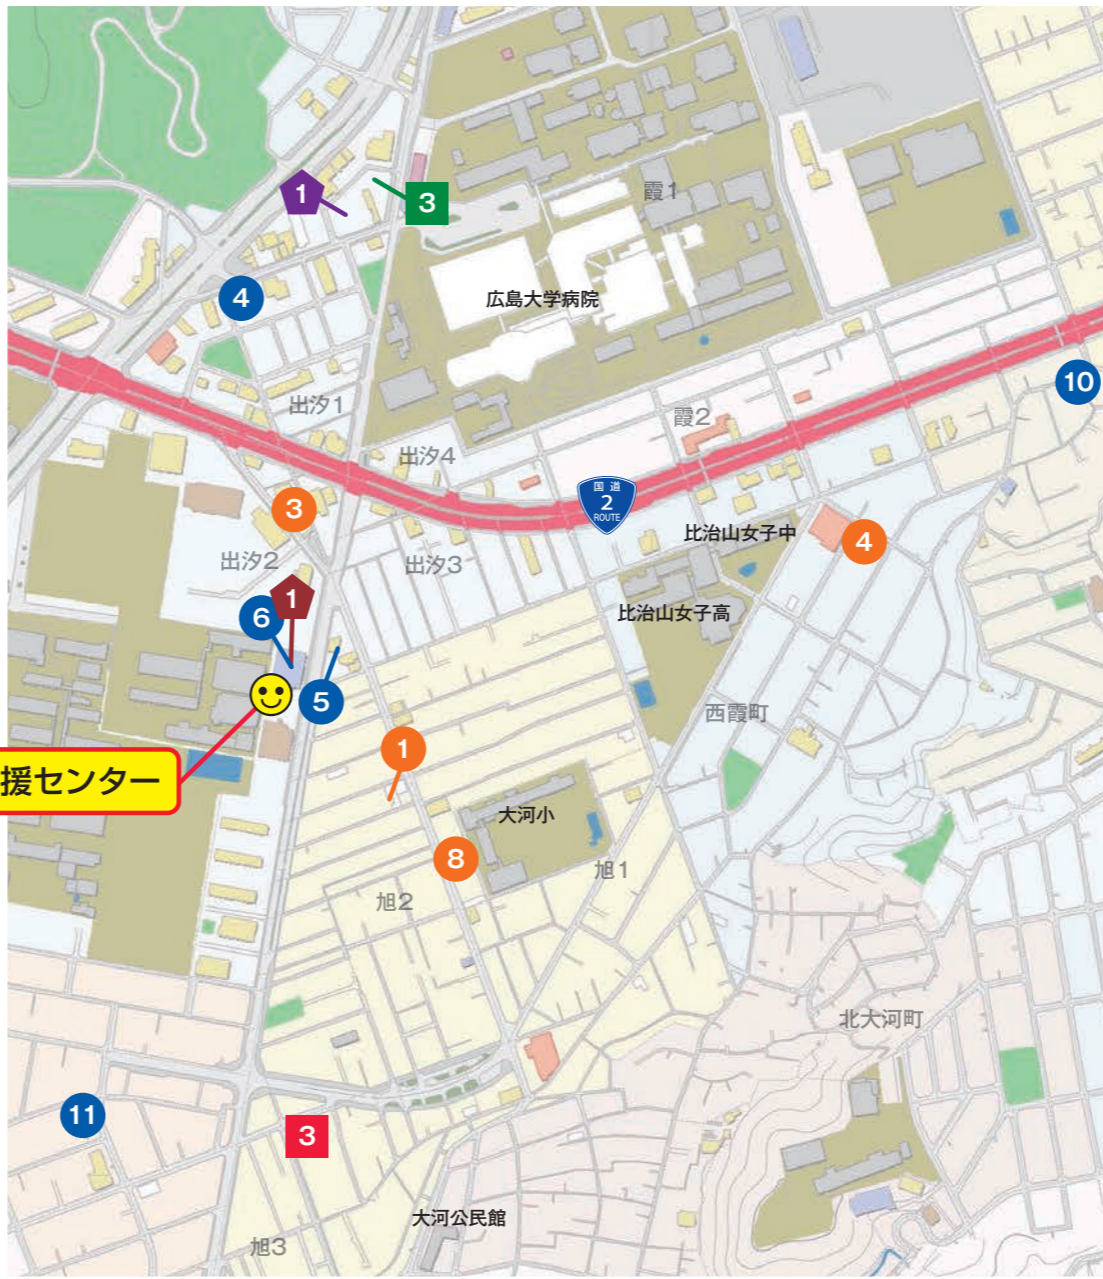 1
3
霞1
4
広島大学病院
10
出汐1
霞2
出汐4
国道
2
ROUTE
3
比治山女子中
4
出汐2
出汐3
1
6
比治山女子高
5
西霞町
1
援センター
大河小
8
旭1
旭2
北大河町
11
3
大河公民館
旭3